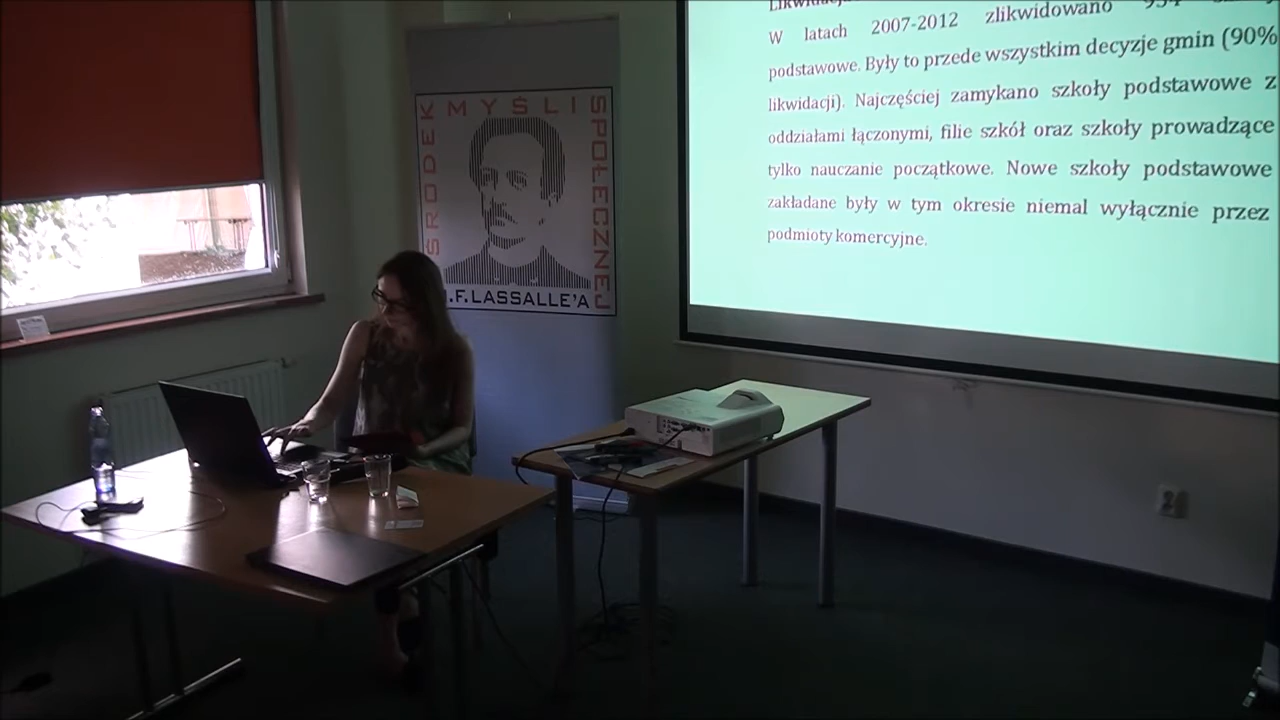 W latach 2007-2012 zlikwidowano
podstawowe. Były to przede wszystkim decyzje gmin (90%
likwidacji). Najczęściej zamykano szkoły podstawowe z
oddziałami łączonymi, filie szkół oraz szkoły prowadzące
tylko nauczanie początkowe. Nowe szkoły podstawowe
zakładane były w tym okresie niemal wyłącznie przez
podmioty komercyjne.
OŚRODEK
MYŚLI
SPOŁECZNEJ
.F.LASSALLE'A